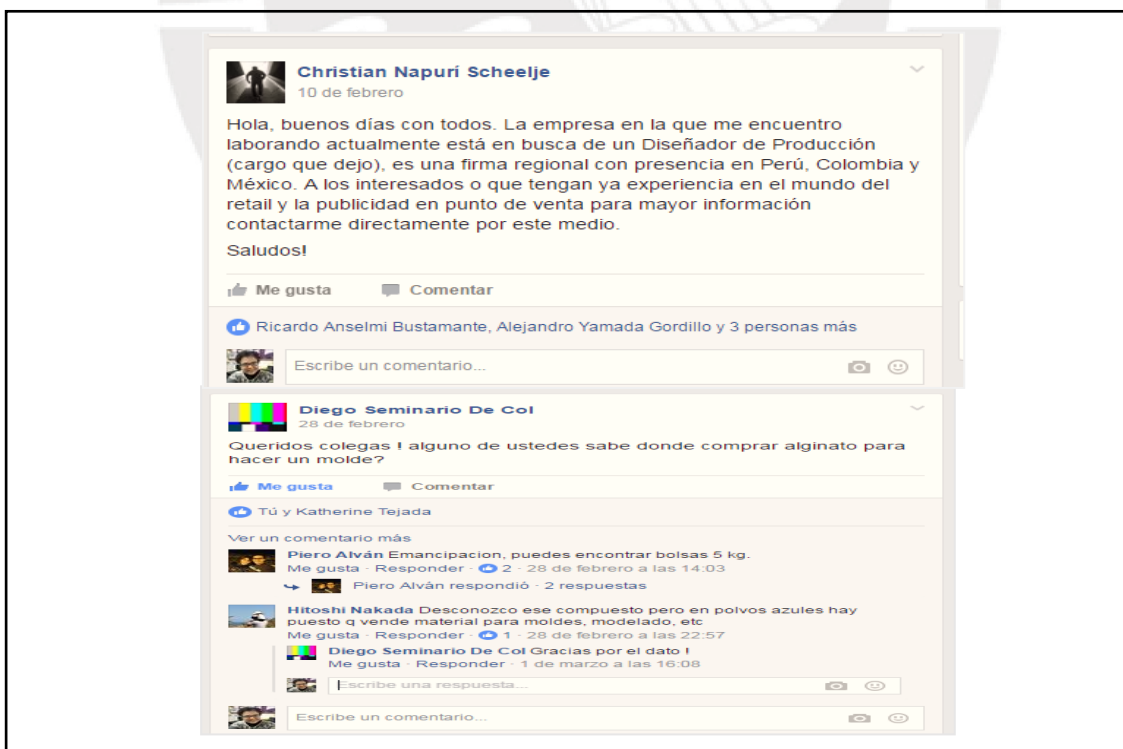 Christian Napurí Scheelje
10 de febrero
Hola, buenos días con todos. La empresa en la que me encuentro
laborando actualmente está en busca de un Diseñador de Producción
(cargo que dejo), es una firma regional con presencia en Perú, Colombia y
México. A los interesados o que tengan ya experiencia en el mundo del
retail y la publicidad en punto de venta para mayor información
contactarme directamente por este medio.
Saludos!
Me gusta Comentar
Ricardo Anselmi Bustamante, Alejandro Yamada Gordillo y 3 personas más
Escribe un comentario...
Diego Seminario De Col
28 de febrero
Queridos colegas ! alguno de ustedes sabe donde comprar alginato para
hacer un molde?
Me gusta Comentar
Tú y Katherine Tejada
Ver un comentario más
Piero Alván Emancipacion, puedes encontrar bolsas 5 kg.
Me gusta · Responder · 2 · 28 de febrero a las 14:03
Piero Alván respondió · 2 respuestas
Hitoshi Nakada Desconozco ese compuesto pero en polvos azules hay
puesto q vende material para moldes, modelado, etc
Me gusta · Responder · 1 · 28 de febrero a las 22:57
Diego Seminario De Col Gracias por el dato !
Me gusta · Responder · 1 de marzo a las 16:08
Escribe una respuesta...
Escribe un comentario...